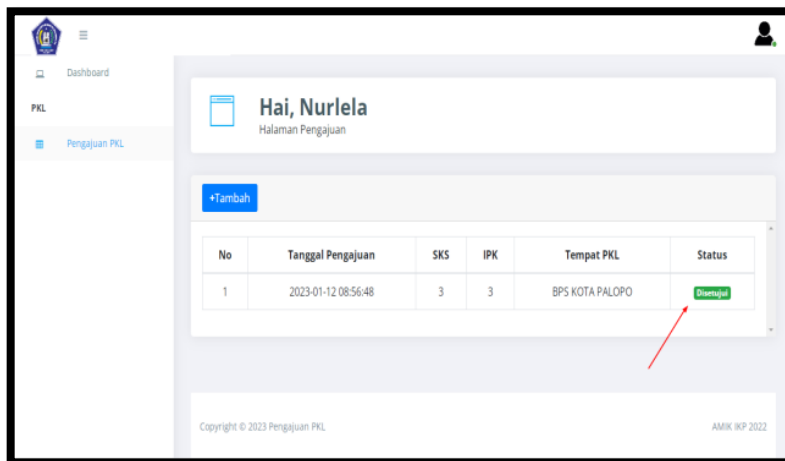 Dashboard
PKL
Pengajuan PKL
Hai, Nurlela
Halaman Pengajuan
+Tambah
No Tanggal Pengajuan SKS IPK Tempat PKL Status
1 2023-01-12 08:56:48 3 3 BPS KOTA PALOPO Disetujui
Copyright © 2023 Pengajuan PKL AMIK IKP 2022